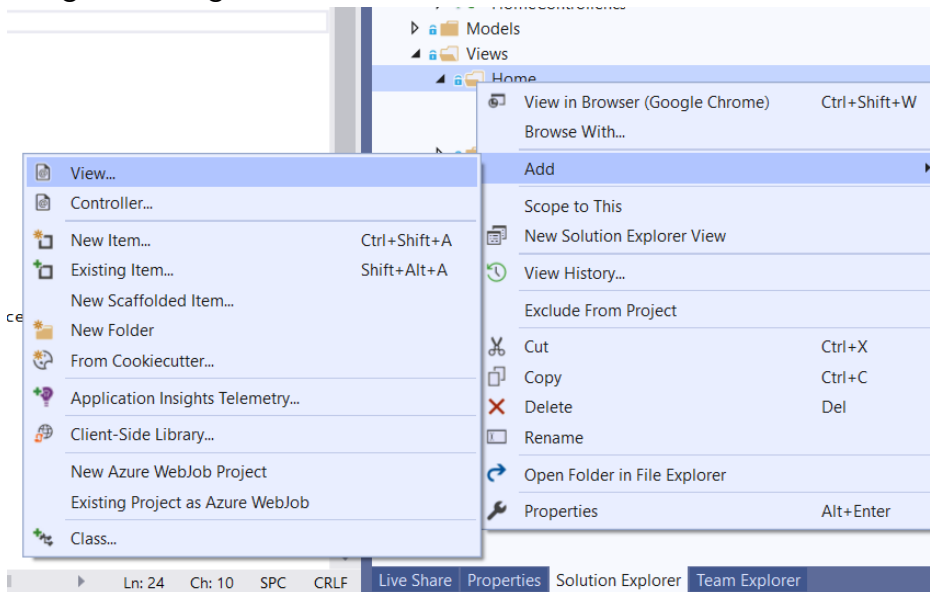 Models
Views
Home
View in Browser (Google Chrome) Ctrl+Shift+W
Browse With...
Add
Scope to This
New Solution Explorer View
View History...
Exclude From Project
Cut Ctrl+X
Copy Ctrl+C
Delete Del
Rename
Open Folder in File Explorer
Properties Alt+Enter
View...
Controller...
New Item... Ctrl+Shift+A
Existing Item... Shift+Alt+A
New Scaffolded Item...
New Folder
From Cookiecutter...
Application Insights Telemetry...
Client-Side Library...
New Azure WebJob Project
Existing Project as Azure WebJob
Class...
ce
Ln: 24 Ch: 10 SPC CRLF
Live Share Properties Solution Explorer Team Explorer